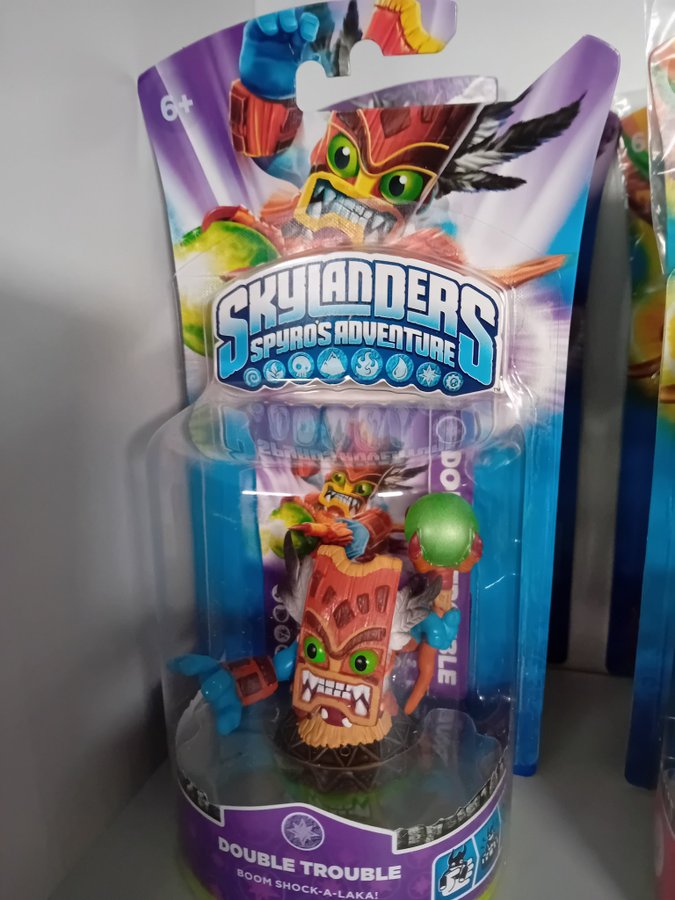 6+
SKYLANDERS
SPYRO'S ADVENTURE
DOUBLE TROUBLE
BOOM SHOCK-A-LAKA!